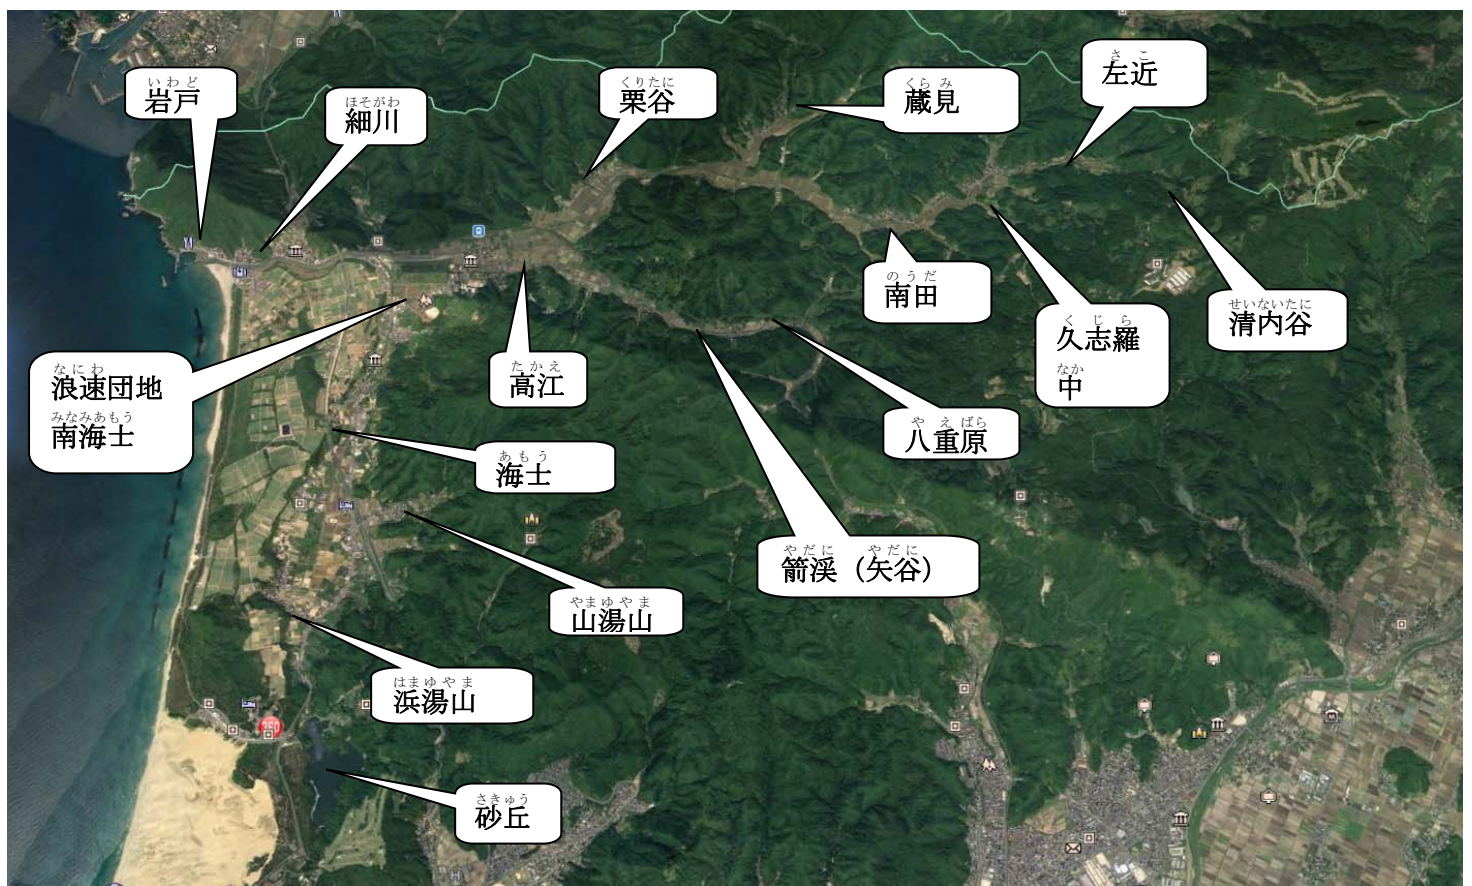 いわど
岩戸
ほそがわ
細川
くりたに
栗谷
くらみ
蔵見
さこ
左近
のうだ
南田
くじら
久志羅
なか
中
せいないたに
清内谷
なにわ
浪速団地
みなみあもう
南海士
たかえ
高江
やえばら
八重原
あもう
海士
やだに やだに
箭渓（矢谷）
やまゆやま
山湯山
はまゆやま
浜湯山
さきゅう
砂丘
360